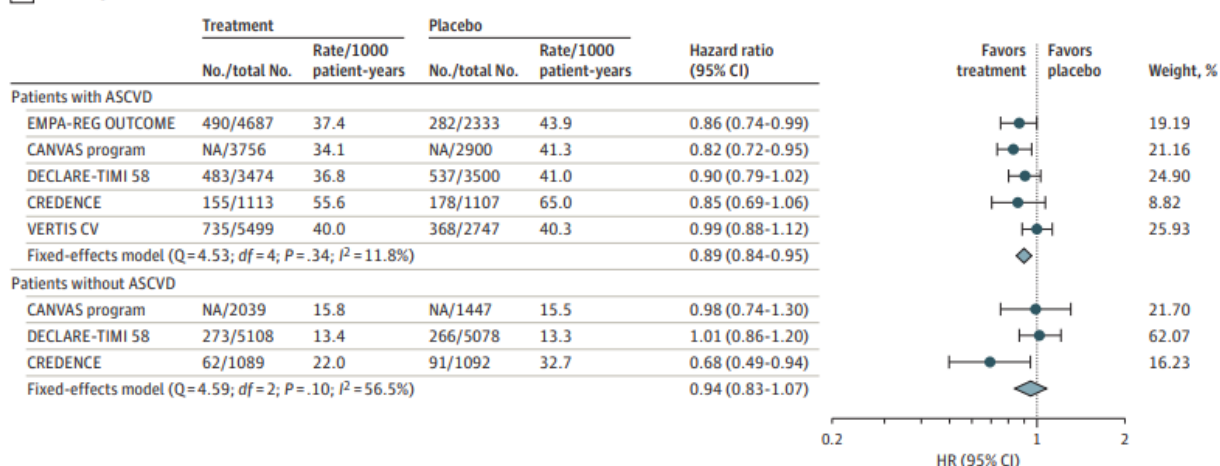 Treatment Placebo
No./total No. Rate/1000 patient-years No./total No. Rate/1000 patient-years Hazard ratio (95% CI) Favors treatment Favors placebo Weight, %
Patients with ASCVD
EMPA-REG OUTCOME 490/4687 37.4 282/2333 43.9 0.86 (0.74-0.99) 19.19
CANVAS program NA/3756 34.1 NA/2900 41.3 0.82 (0.72-0.95) 21.16
DECLARE-TIMI 58 483/3474 36.8 537/3500 41.0 0.90 (0.79-1.02) 24.90
CREDENCE 155/1113 55.6 178/1107 65.0 0.85 (0.69-1.06) 8.82
VERTIS CV 735/5499 40.0 368/2747 40.3 0.99 (0.88-1.12) 25.93
Fixed-effects model (Q = 4.53; df = 4; P = .34; I² = 11.8%) 0.89 (0.84-0.95)
Patients without ASCVD
CANVAS program NA/2039 15.8 NA/1447 15.5 0.98 (0.74-1.30) 21.70
DECLARE-TIMI 58 273/5108 13.4 266/5078 13.3 1.01 (0.86-1.20) 62.07
CREDENCE 62/1089 22.0 91/1092 32.7 0.68 (0.49-0.94) 16.23
Fixed-effects model (Q = 4.59; df = 2; P = .10; I² = 56.5%) 0.94 (0.83-1.07)
0.2 1 2
HR (95% CI)